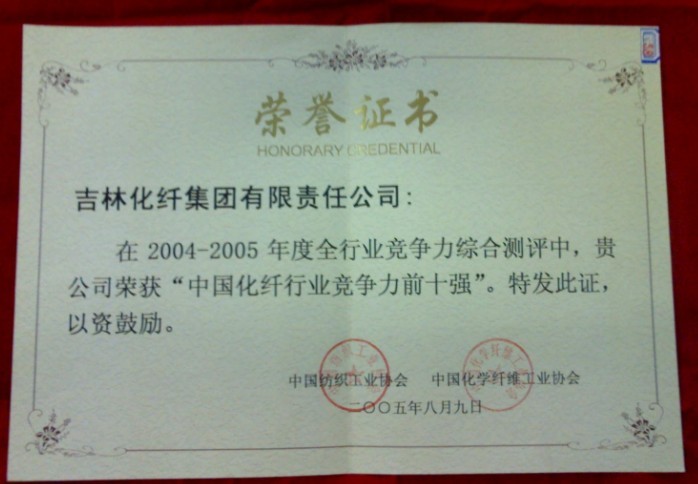 荣誉证书
HONORARY CREDENTIAL
吉林化纤集团有限责任公司:
在 2004-2005 年度全行业竞争力综合测评中，贵
公司荣获“中国化纤行业竞争力前十强”。特发此证，
以资鼓励。
中国纺织工业协会 中国化学纤维工业协会
二〇〇五年八月九日